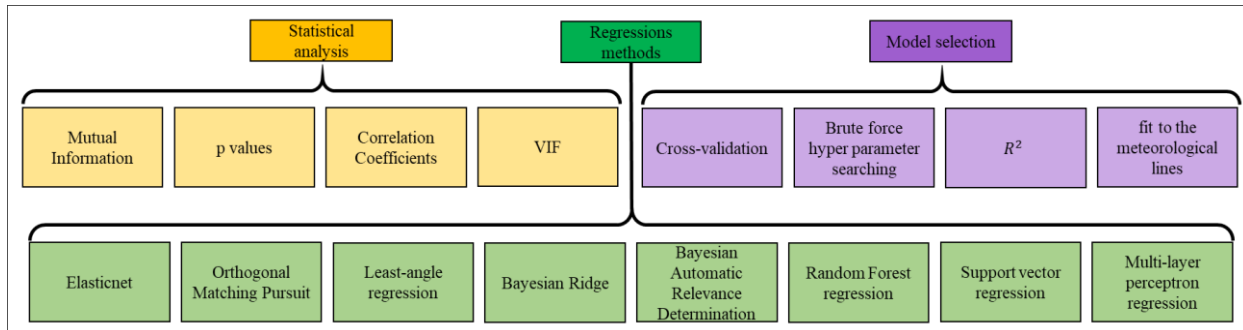 Statistical
analysis
Regressions
methods
Model selection
Mutual
Information
p values
Correlation
Coefficients
VIF
Cross-validation
Brute force
hyper parameter
searching
R²
fit to the
meteorological
lines
Elasticnet
Orthogonal
Matching Pursuit
Least-angle
regression
Bayesian Ridge
Bayesian
Automatic
Relevance
Determination
Random Forest
regression
Support vector
regression
Multi-layer
perceptron
regression